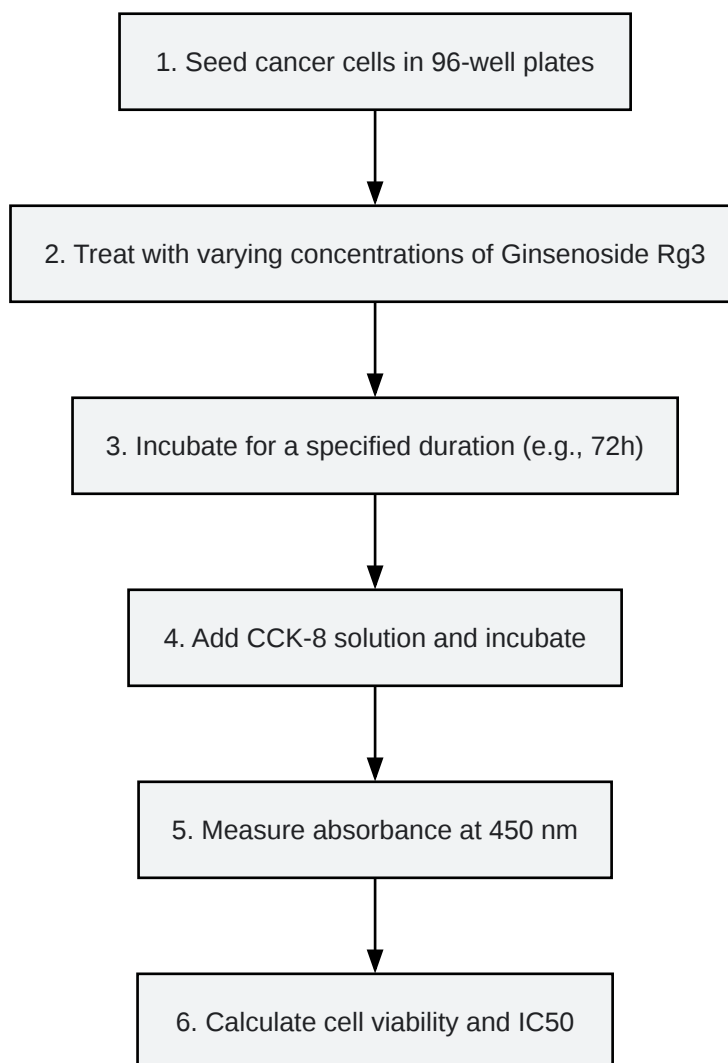 1. Seed cancer cells in 96-well plates
2. Treat with varying concentrations of Ginsenoside Rg3
3. Incubate for a specified duration (e.g., 72h)
4. Add CCK-8 solution and incubate
5. Measure absorbance at 450 nm
6. Calculate cell viability and IC50